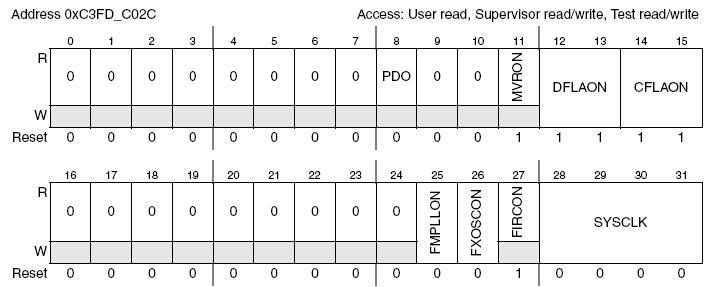 Address 0xC3FD_C02C Access: User read, Supervisor read/write, Test read/write
0 1 2 3 4 5 6 7 8 9 10 11 12 13 14 15
R 0 0 0 0 0 0 0 0 PDO 0 0 MVRON DFLAON CFLAON
W
Reset 0 0 0 0 0 0 0 0 0 0 0 1 1 1 1 1
16 17 18 19 20 21 22 23 24 25 26 27 28 29 30 31
R 0 0 0 0 0 0 0 0 0 FMPLLON FXOSCON FIRCON SYSCLK
W
Reset 0 0 0 0 0 0 0 0 0 0 0 1 0 0 0 0